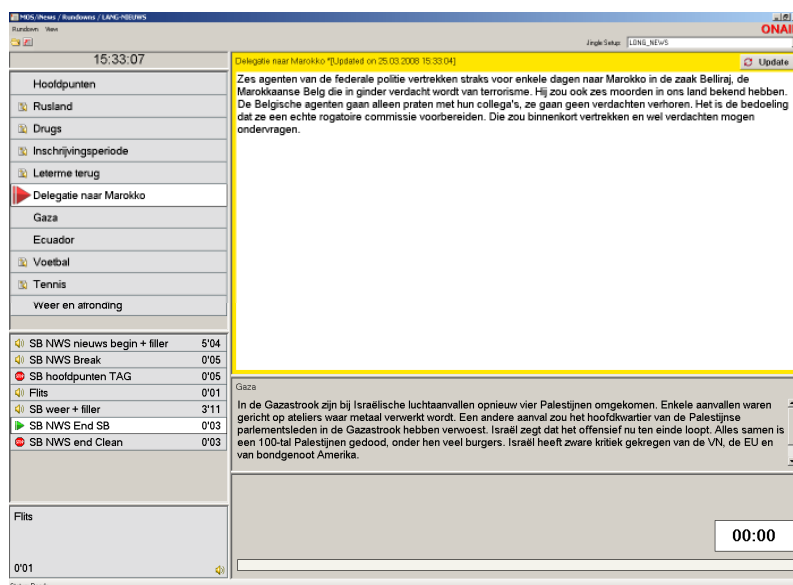 MOS/iNews / Rundowns / LANG-NIEUWS
Rundown View
ONAI
Jingle Setup: LONG_NEWS
15:33:07
Delegatie naar Marokko *[Updated on 25.03.2008 15:33:04]
Update
Hoofdpunten
Rusland
Drugs
Inschrijvingsperiode
Leterme terug
Delegatie naar Marokko
Gaza
Ecuador
Voetbal
Tennis
Weer en afronding
Zes agenten van de federale politie vertrekken straks voor enkele dagen naar Marokko in de zaak Belliraj, de
Marokkaanse Belg die in ginder verdacht wordt van terrorisme. Hij zou ook zes moorden in ons land bekend hebben.
De Belgische agenten gaan alleen praten met hun collega's, ze gaan geen verdachten verhoren. Het is de bedoeling
dat ze een echte rogatoire commissie voorbereiden. Die zou binnenkort vertrekken en wel verdachten mogen
ondervragen.
SB NWS nieuws begin + filler 5'04
SB NWS Break 0'05
SB hoofdpunten TAG 0'05
Flits 0'01
SB weer + filler 3'11
SB NWS End SB 0'03
SB NWS end Clean 0'03
Gaza
In de Gazastrook zijn bij Israëlische luchtaanvallen opnieuw vier Palestijnen omgekomen. Enkele aanvallen waren
gericht op ateliers waar metaal verwerkt wordt. Een andere aanval zou het hoofdkwartier van de Palestijnse
parlementsleden in de Gazastrook hebben verwoest. Israël zegt dat het offensief nu ten einde loopt. Alles samen is
een 100-tal Palestijnen gedood, onder hen veel burgers. Israël heeft zware kritiek gekregen van de VN, de EU en
van bondgenoot Amerika.
Flits
0'01
00:00